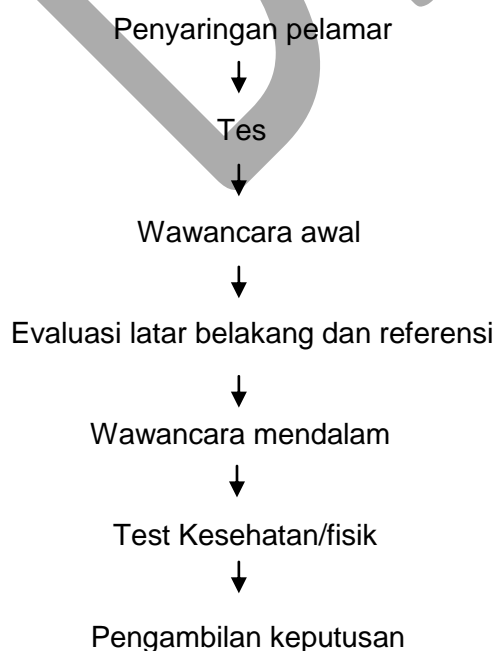 Penyaringan pelamar
Tes
Wawancara awal
Evaluasi latar belakang dan referensi
Wawancara mendalam
Test Kesehatan/fisik
Pengambilan keputusan